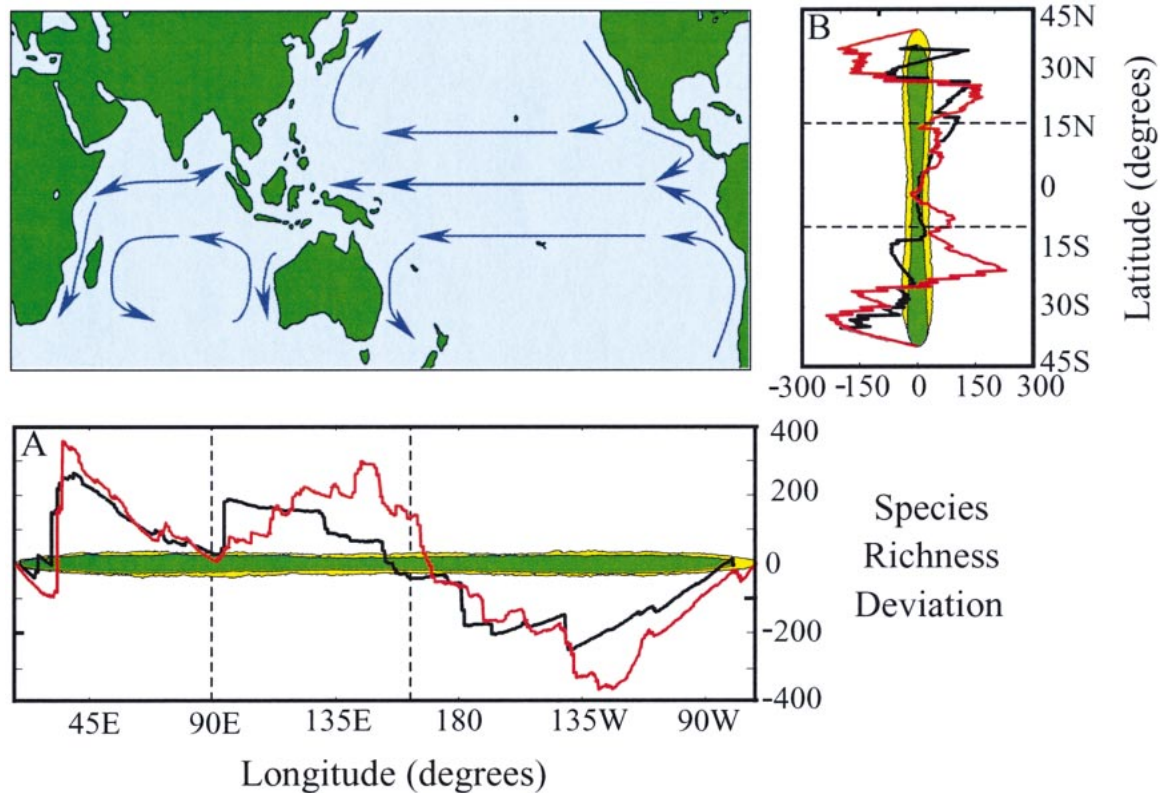 B
45N
30N
15N
0
15S
30S
45S
Latitude (degrees)
-300 -150 0 150 300
A
400
200
0
-200
-400
Species
Richness
Deviation
45E 90E 135E 180 135W 90W
Longitude (degrees)